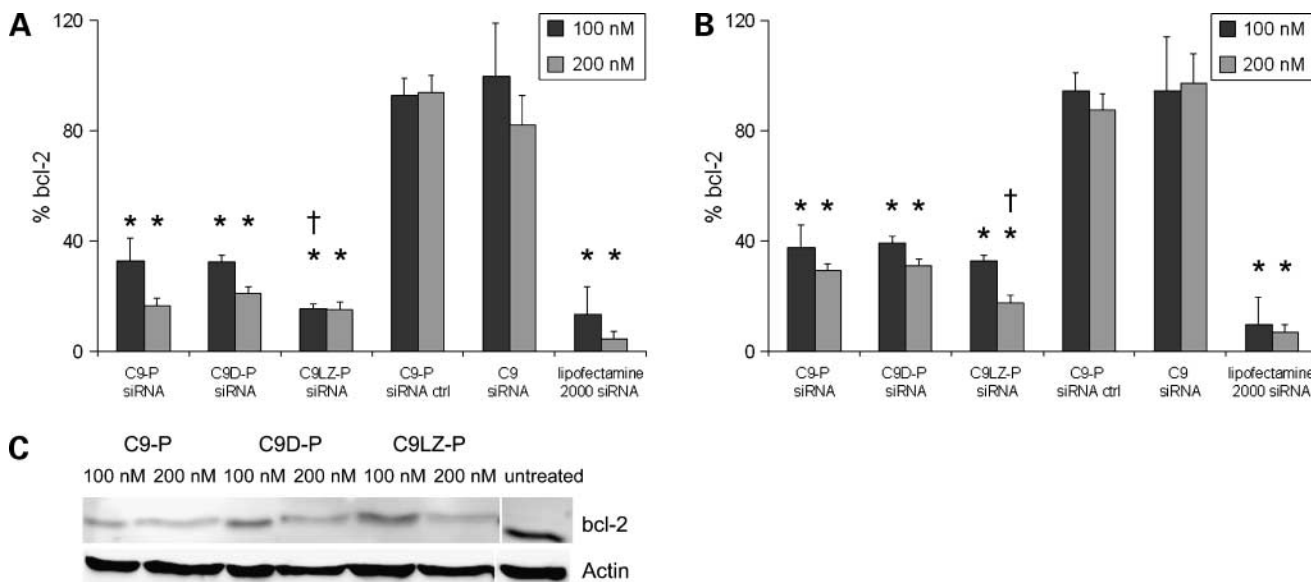 A
% bcl-2
120
80
40
0
100 nM
200 nM
* * * * † * * * *
C9-P siRNA
C9D-P siRNA
C9LZ-P siRNA
C9-P siRNA ctrl
C9 siRNA
lipofectamine 2000 siRNA
B
% bcl-2
120
80
40
0
100 nM
200 nM
* * * * * † * * *
C9-P siRNA
C9D-P siRNA
C9LZ-P siRNA
C9-P siRNA ctrl
C9 siRNA
lipofectamine 2000 siRNA
C
C9-P C9D-P C9LZ-P
100 nM 200 nM 100 nM 200 nM 100 nM 200 nM untreated
bcl-2
Actin